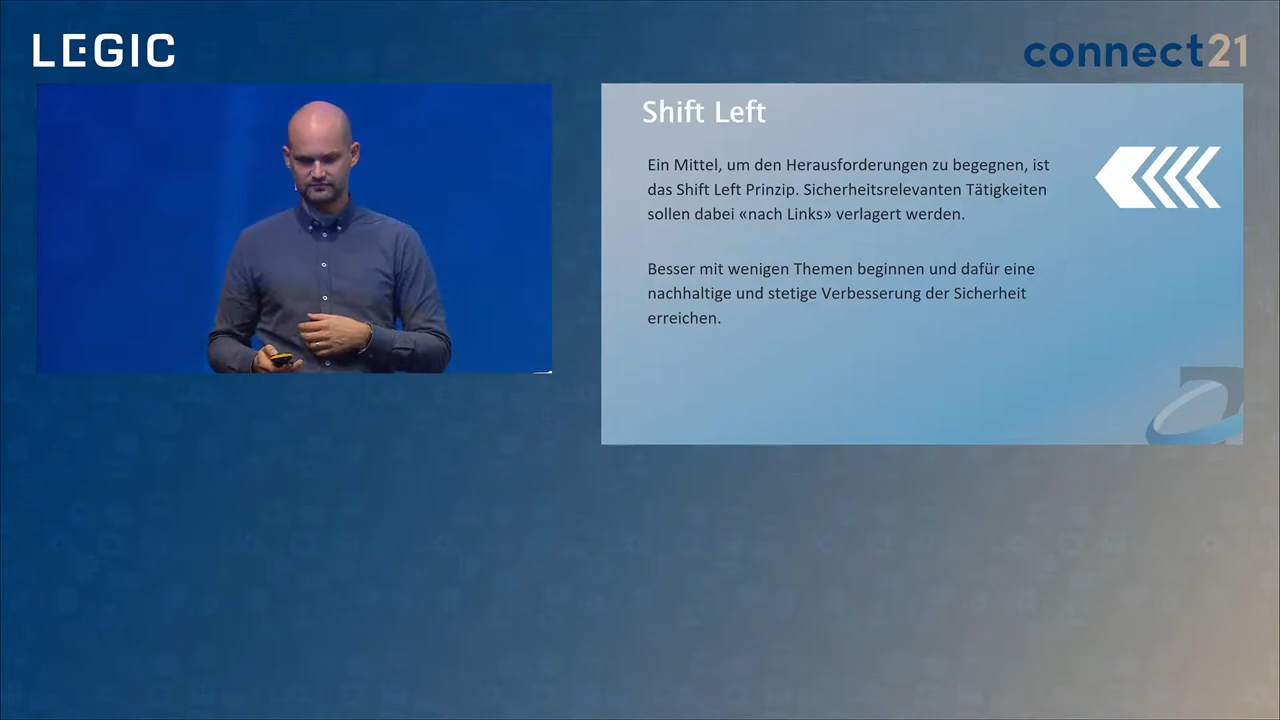 LEGIC
connect21
Shift Left
Ein Mittel, um den Herausforderungen zu begegnen, ist
das Shift Left Prinzip. Sicherheitsrelevanten Tätigkeiten
sollen dabei «nach Links» verlagert werden.
Besser mit wenigen Themen beginnen und dafür eine
nachhaltige und stetige Verbesserung der Sicherheit
erreichen.